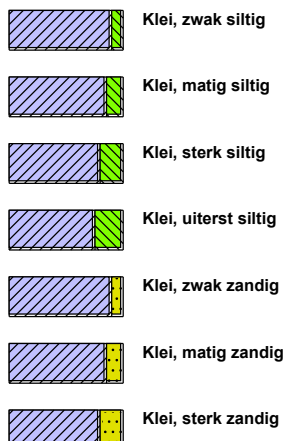 Klei, zwak siltig
Klei, matig siltig
Klei, sterk siltig
Klei, uiterst siltig
Klei, zwak zandig
Klei, matig zandig
Klei, sterk zandig